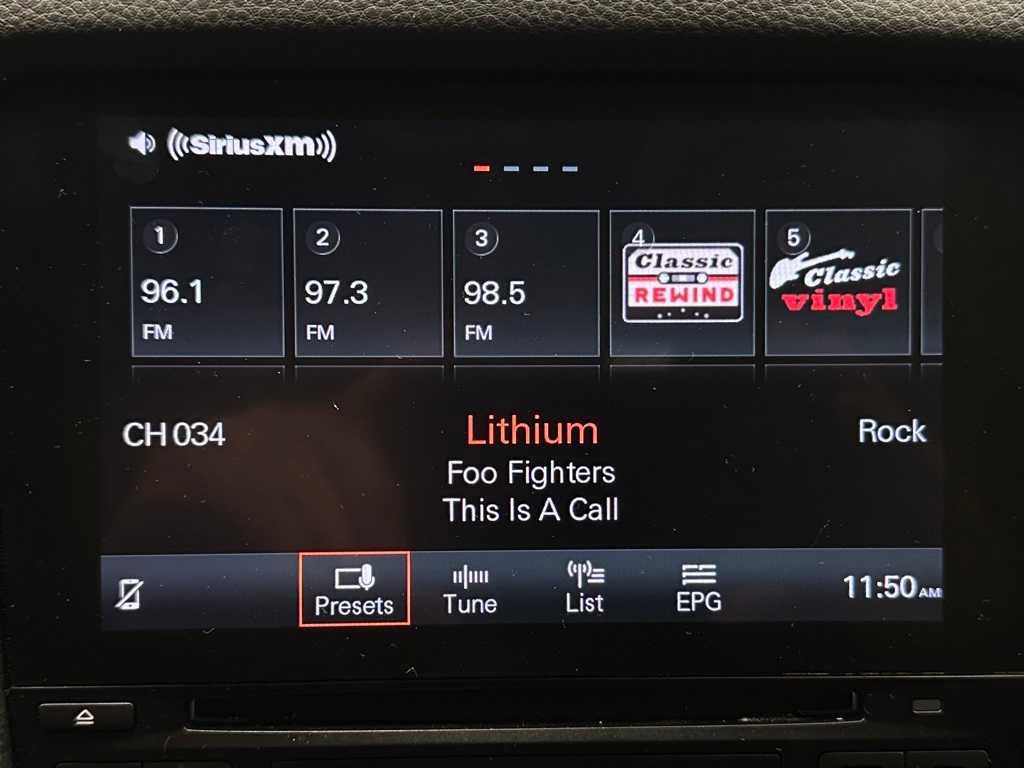 ((SiriusXM))
1
96.1
FM
2
97.3
FM
3
98.5
FM
4
Classic
REWIND
5
Classic
vinyl
CH 034
Lithium
Rock
Foo Fighters
This Is A Call
Presets
Tune
List
EPG
11:50AM